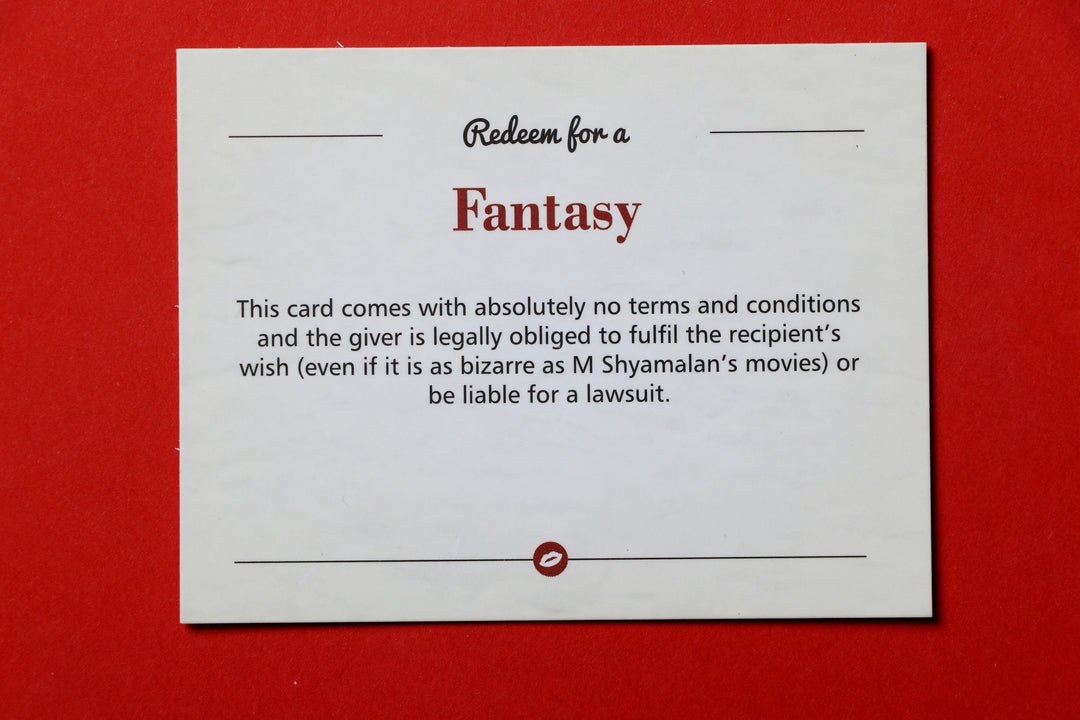 Redeem for a
Fantasy
This card comes with absolutely no terms and conditions
and the giver is legally obliged to fulfil the recipient's
wish (even if it is as bizarre as M Shyamalan's movies) or
be liable for a lawsuit.